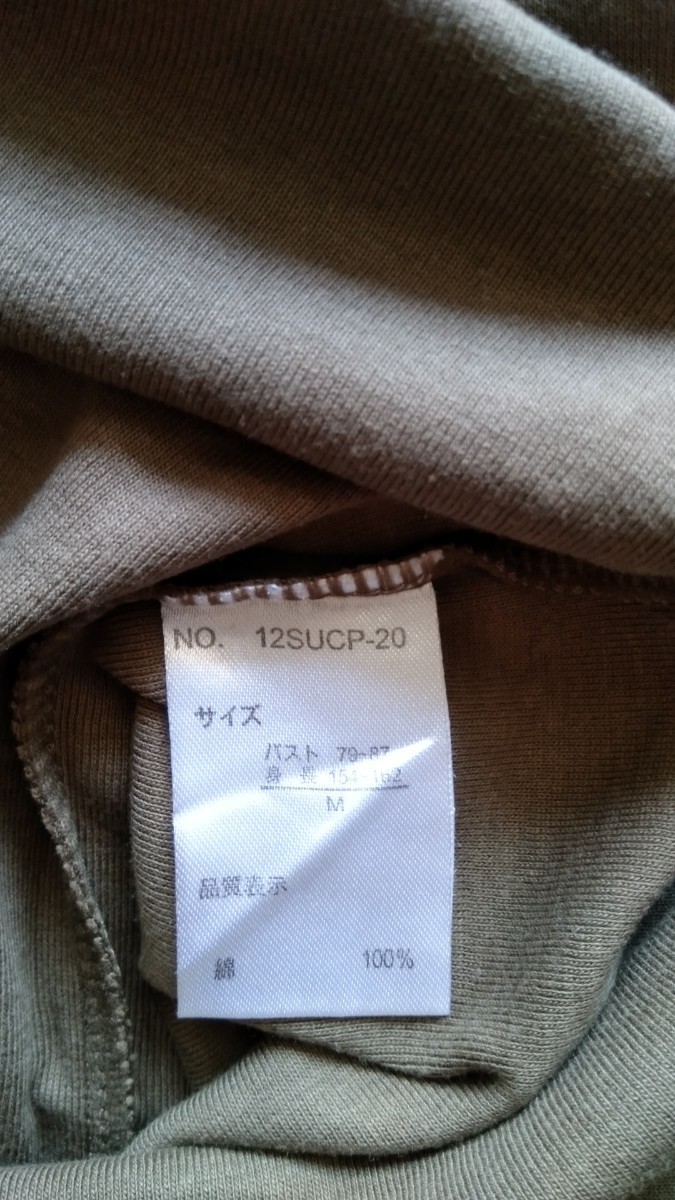 NO. 12SUCP-20
サイズ
バスト 79~87
身 長 154~162
M
品質表示
綿 100%